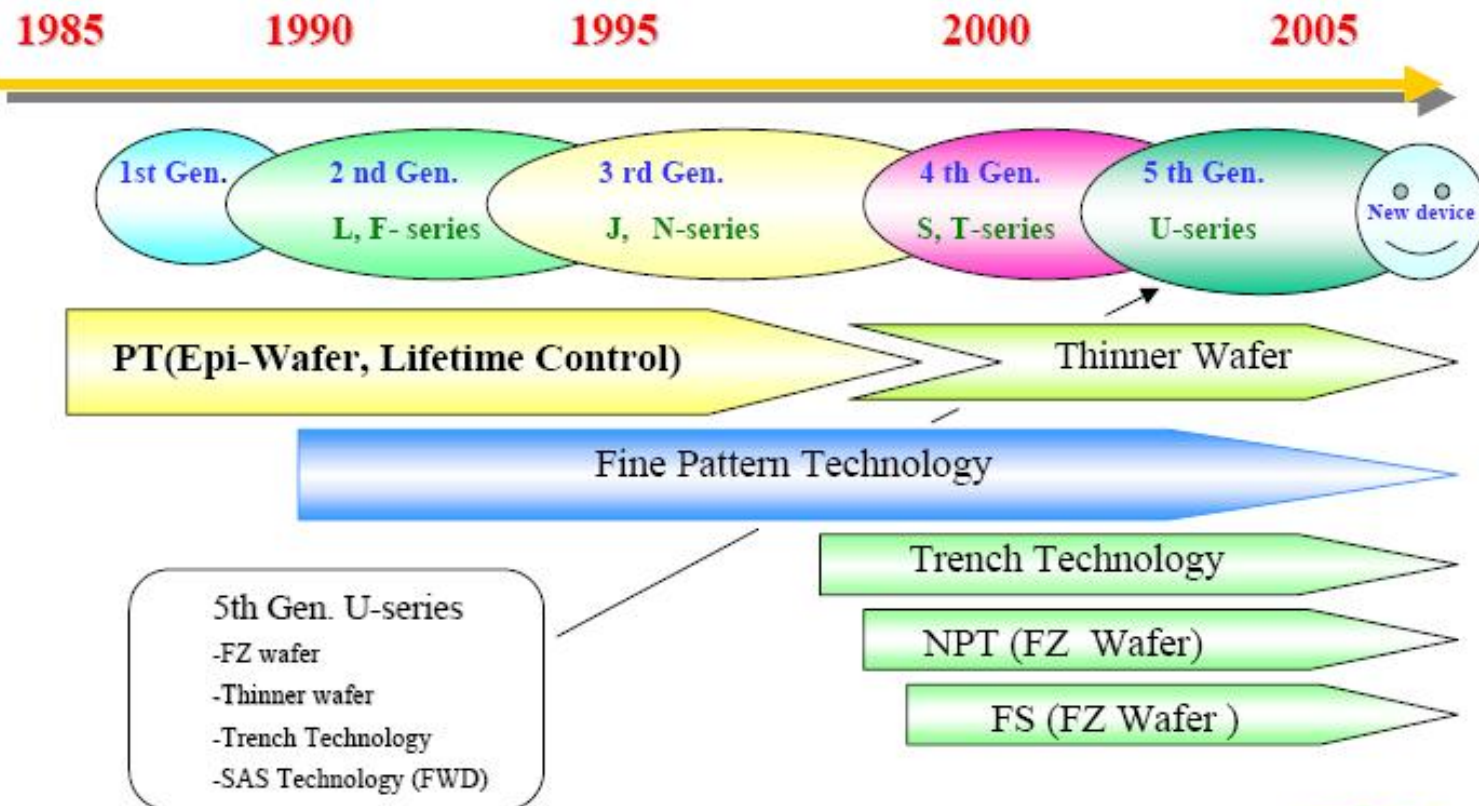 1985 1990 1995 2000 2005
1st Gen. 2 nd Gen. 3 rd Gen. 4 th Gen. 5 th Gen.
L, F- series J, N-series S, T-series U-series
New device
PT(Epi-Wafer, Lifetime Control)
Thinner Wafer
Fine Pattern Technology
Trench Technology
NPT (FZ Wafer)
FS (FZ Wafer )
5th Gen. U-series
-FZ wafer
-Thinner wafer
-Trench Technology
-SAS Technology (FWD)